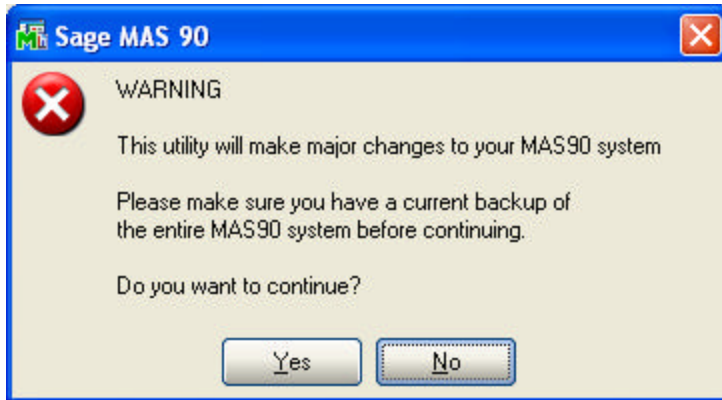 Sage MAS 90
WARNING
This utility will make major changes to your MAS90 system
Please make sure you have a current backup of
the entire MAS90 system before continuing.
Do you want to continue?
Yes
No